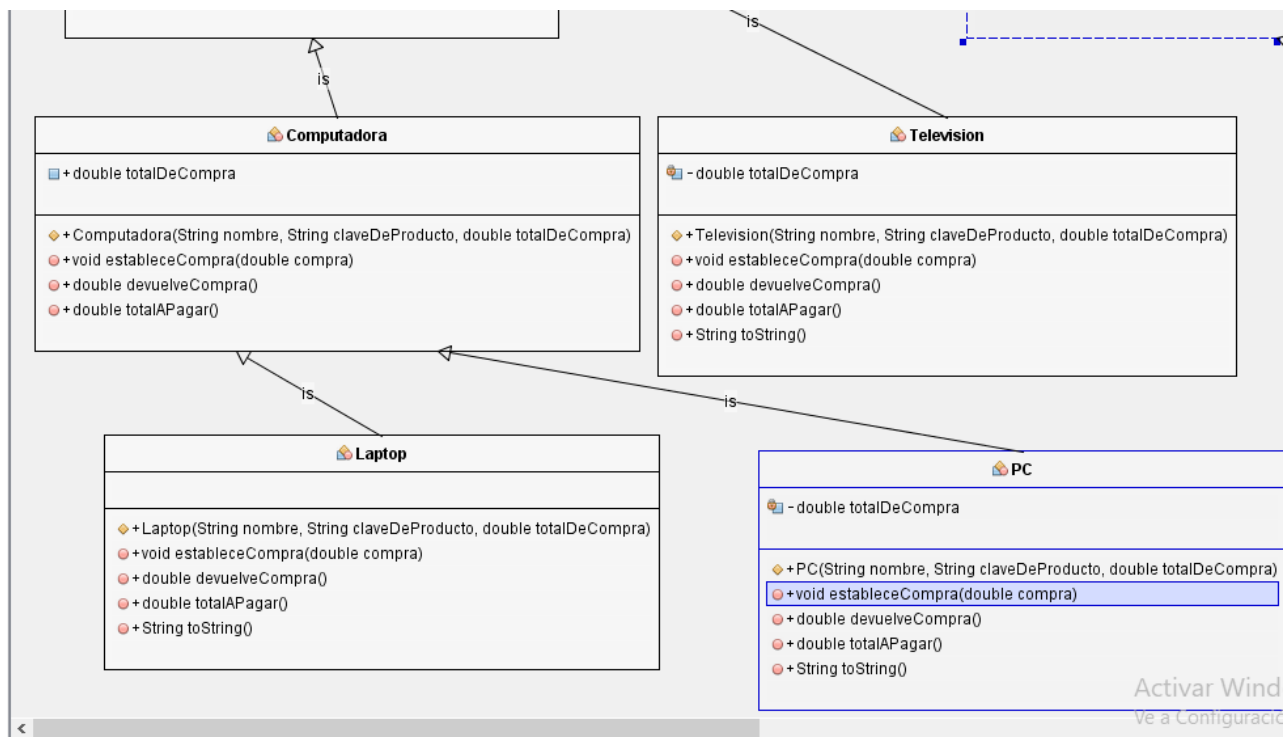 is
is
Computadora
+ double totalDeCompra
+ Computadora(String nombre, String claveDeProducto, double totalDeCompra)
+ void estableceCompra(double compra)
+ double devuelveCompra()
+ double totalAPagar()
Television
- double totalDeCompra
+ Television(String nombre, String claveDeProducto, double totalDeCompra)
+ void estableceCompra(double compra)
+ double devuelveCompra()
+ double totalAPagar()
+ String toString()
is
is
Laptop
+ Laptop(String nombre, String claveDeProducto, double totalDeCompra)
+ void estableceCompra(double compra)
+ double devuelveCompra()
+ double totalAPagar()
+ String toString()
PC
- double totalDeCompra
+ PC(String nombre, String claveDeProducto, double totalDeCompra)
+ void estableceCompra(double compra)
+ double devuelveCompra()
+ double totalAPagar()
+ String toString()
Activar Wind
Ve a Configuració